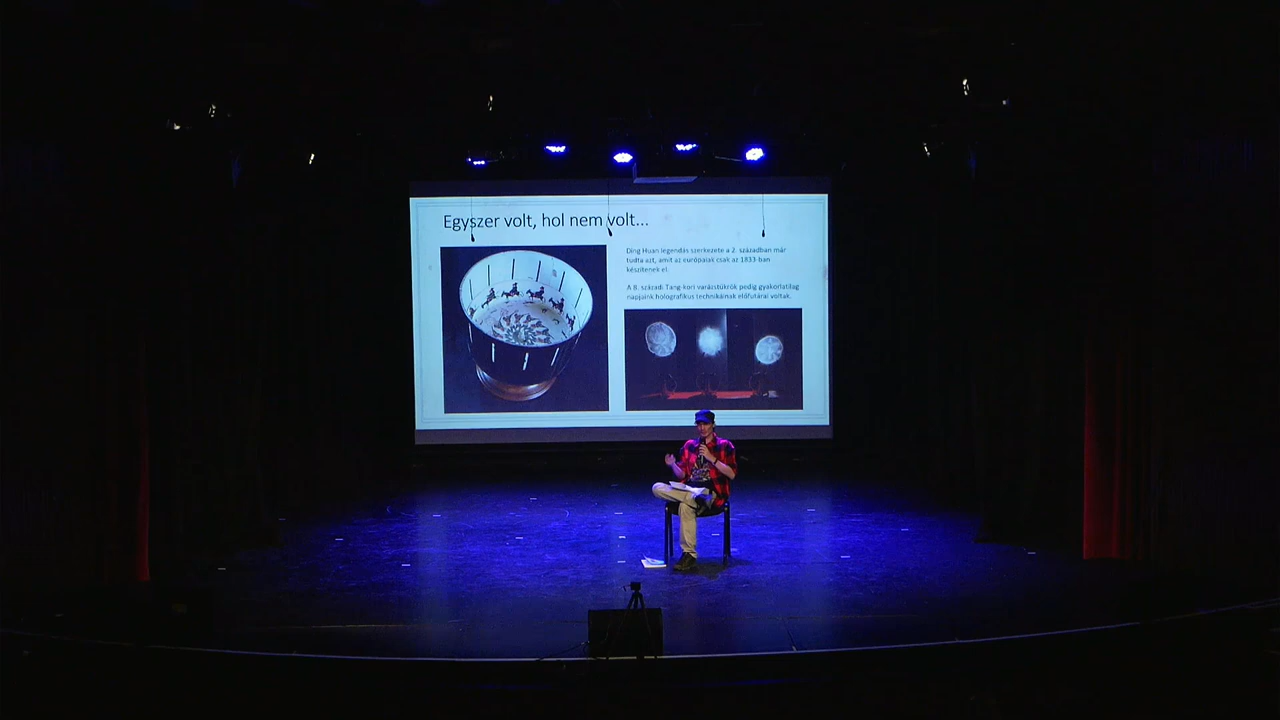 Egyszer volt, hol nem volt...
Ding Huan legendás szerkezete a 2. században már
tudta azt, amit az európaiak csak az 1833-ban
készítenek el.
A 8. századi Tang-kori varázstükrök pedig gyakorlatilag
napjaink holografikus technikáinak előfutárai voltak.